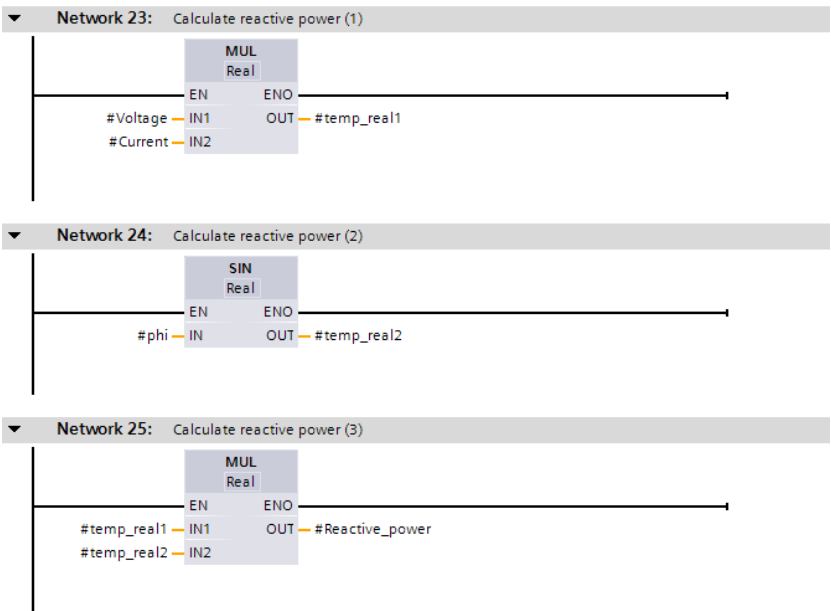 Network 23: Calculate reactive power (1)
MUL
Real
EN ENO
#Voltage IN1 OUT #temp_real1
#Current IN2
Network 24: Calculate reactive power (2)
SIN
Real
EN ENO
#phi IN OUT #temp_real2
Network 25: Calculate reactive power (3)
MUL
Real
EN ENO
#temp_real1 IN1 OUT #Reactive_power
#temp_real2 IN2